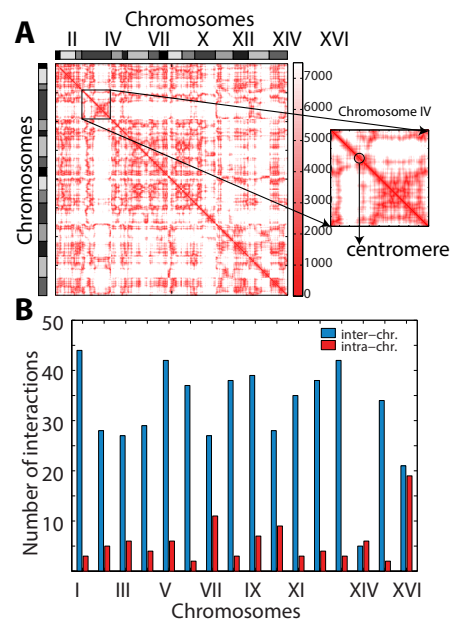 Chromosomes
A
II IV VII X XII XIV XVI
Chromosomes
7000
6000
5000
4000
3000
2000
1000
0
Chromosome IV
centromere
B
50
40
30
20
10
Number of interactions
inter-chr.
intra-chr.
I III V VII IX XI XIV XVI
Chromosomes